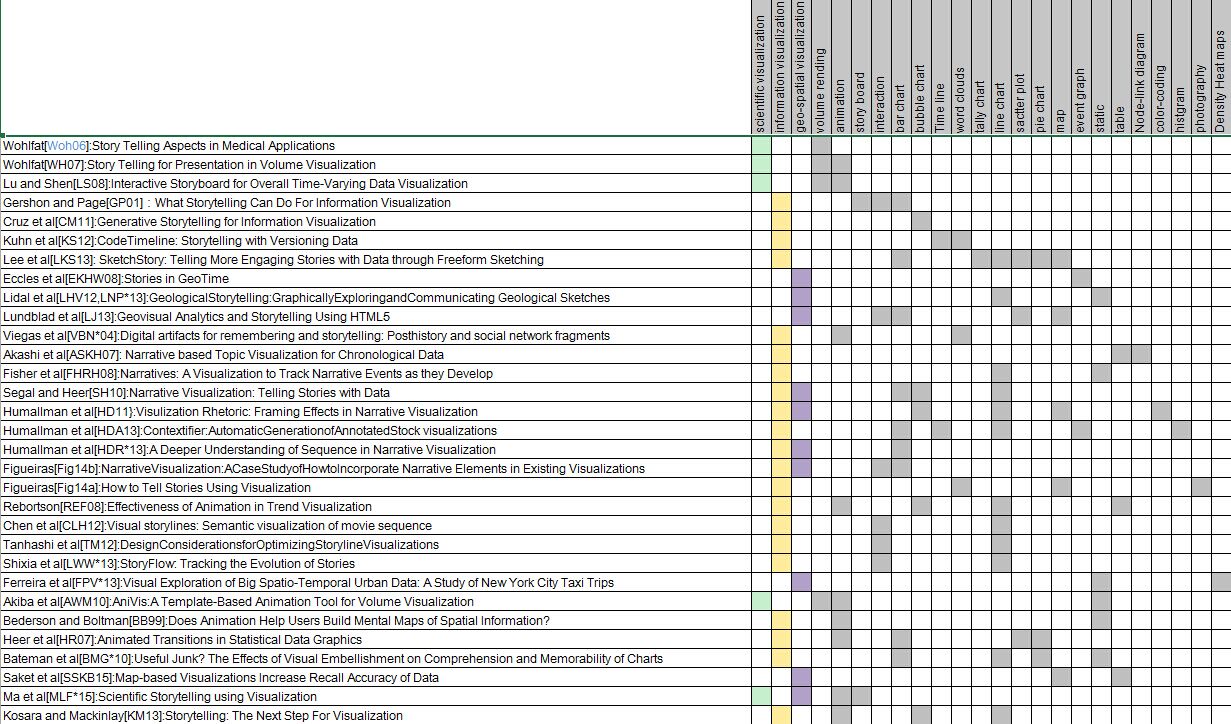 scientific visualization
information visualization
geo-spatial visualization
volume rending
animation
story board
interaction
bar chart
bubble chart
Time line
word clouds
tally chart
line chart
sactter plot
pie chart
map
event graph
static
table
Node-link diagram
color-coding
histgram
photography
Density Heat maps
Wohlfat[Woh06]:Story Telling Aspects in Medical Applications
Wohlfat[WH07]:Story Telling for Presentation in Volume Visualization
Lu and Shen[LS08]:Interactive Storyboard for Overall Time-Varying Data Visualization
Gershon and Page[GP01] : What Storytelling Can Do For Information Visualization
Cruz et al[CM11]:Generative Storytelling for Information Visualization
Kuhn et al[KS12]:CodeTimeline: Storytelling with Versioning Data
Lee et al[LKS13]: SketchStory: Telling More Engaging Stories with Data through Freeform Sketching
Eccles et al[EKHW08]:Stories in GeoTime
Lidal et al[LHV12,LNP*13]:GeologicalStorytelling:GraphicallyExploringandCommunicating Geological Sketches
Lundblad et al[LJ13]:Geovisual Analytics and Storytelling Using HTML5
Viegas et al[VBN*04]:Digital artifacts for remembering and storytelling: Posthistory and social network fragments
Akashi et al[ASKH07]: Narrative based Topic Visualization for Chronological Data
Fisher et al[FHRH08]:Narratives: A Visualization to Track Narrative Events as they Develop
Segal and Heer[SH10]:Narrative Visualization: Telling Stories with Data
Humallman et al[HD11}:Visulization Rhetoric: Framing Effects in Narrative Visualization
Humallman et al[HDA13]:Contextifier:AutomaticGenerationofAnnotatedStock visualizations
Humallman et al[HDR*13]:A Deeper Understanding of Sequence in Narrative Visualization
Figueiras[Fig14b]:NarrativeVisualization:ACaseStudyofHowtoIncorporate Narrative Elements in Existing Visualizations
Figueiras[Fig14a]:How to Tell Stories Using Visualization
Rebortson[REF08]:Effectiveness of Animation in Trend Visualization
Chen et al[CLH12]:Visual storylines: Semantic visualization of movie sequence
Tanhashi et al[TM12]:DesignConsiderationsforOptimizingStorylineVisualizations
Shixia et al[LWW*13]:StoryFlow: Tracking the Evolution of Stories
Ferreira et al[FPV*13]:Visual Exploration of Big Spatio-Temporal Urban Data: A Study of New York City Taxi Trips
Akiba et al[AWM10]:AniVis:A Template-Based Animation Tool for Volume Visualization
Bederson and Boltman[BB99]:Does Animation Help Users Build Mental Maps of Spatial Information?
Heer et al[HR07]:Animated Transitions in Statistical Data Graphics
Bateman et al[BMG*10]:Useful Junk? The Effects of Visual Embellishment on Comprehension and Memorability of Charts
Saket et al[SSKB15]:Map-based Visualizations Increase Recall Accuracy of Data
Ma et al[MLF*15]:Scientific Storytelling using Visualization
Kosara and Mackinlay[KM13]:Storytelling: The Next Step For Visualization